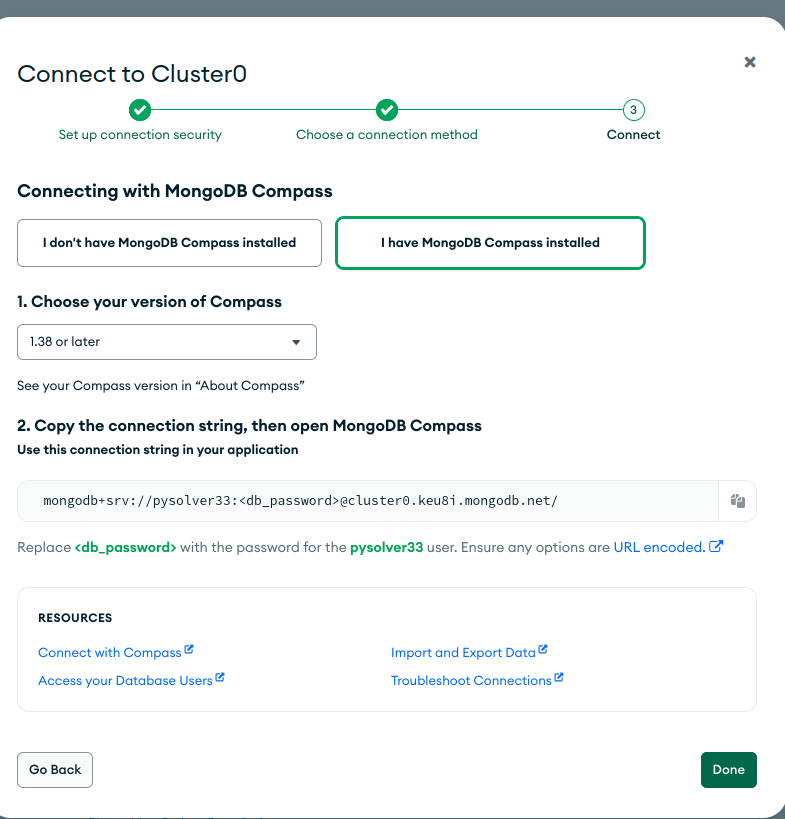 Connect to Cluster0
Set up connection security
Choose a connection method
3
Connect
Connecting with MongoDB Compass
I don't have MongoDB Compass installed
I have MongoDB Compass installed
1. Choose your version of Compass
1.38 or later
See your Compass version in “About Compass”
2. Copy the connection string, then open MongoDB Compass
Use this connection string in your application
mongodb+srv://pysolver33:<db_password>@cluster0.keu8i.mongodb.net/
Replace <db_password> with the password for the pysolver33 user. Ensure any options are URL encoded.
RESOURCES
Connect with Compass
Import and Export Data
Access your Database Users
Troubleshoot Connections
Go Back
Done